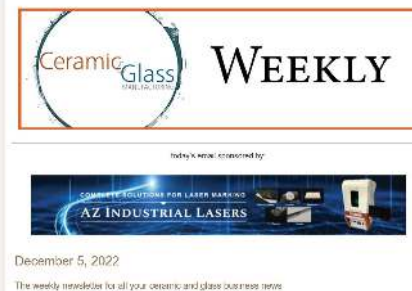 Ceramic
Glass
MANUFACTURING
WEEKLY
today's email sponsored by
COMPLETE SOLUTIONS FOR LASER MARKING
AZ INDUSTRIAL LASERS
December 5, 2022
The weekly newsletter for all your ceramic and glass business news